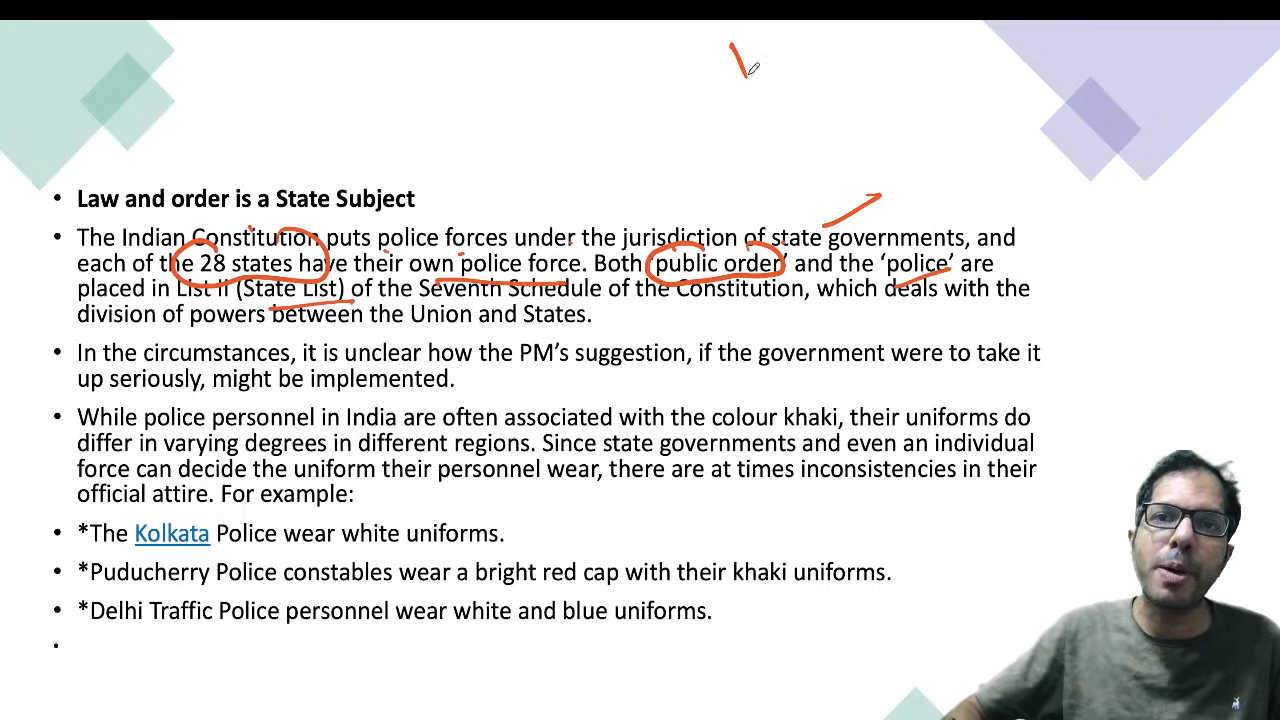 • Law and order is a State Subject
• The Indian Constitution puts police forces under the jurisdiction of state governments, and
each of the 28 states have their own police force. Both ‘public order’ and the ‘police’ are
placed in List II (State List) of the Seventh Schedule of the Constitution, which deals with the
division of powers between the Union and States.
• In the circumstances, it is unclear how the PM’s suggestion, if the government were to take it
up seriously, might be implemented.
• While police personnel in India are often associated with the colour khaki, their uniforms do
differ in varying degrees in different regions. Since state governments and even an individual
force can decide the uniform their personnel wear, there are at times inconsistencies in their
official attire. For example:
• *The Kolkata Police wear white uniforms.
• *Puducherry Police constables wear a bright red cap with their khaki uniforms.
• *Delhi Traffic Police personnel wear white and blue uniforms.
•